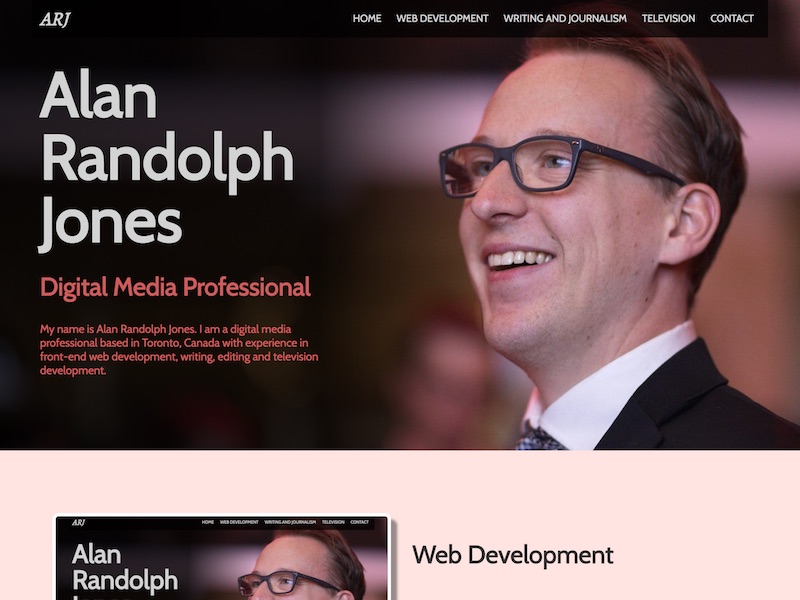 ARJ
HOME WEB DEVELOPMENT WRITING AND JOURNALISM TELEVISION CONTACT
Alan
Randolph
Jones
Digital Media Professional
My name is Alan Randolph Jones. I am a digital media
professional based in Toronto, Canada with experience in
front-end web development, writing, editing and television
development.
ARJ
HOME WEB DEVELOPMENT WRITING AND JOURNALISM TELEVISION CONTACT
Alan
Randolph
Web Development